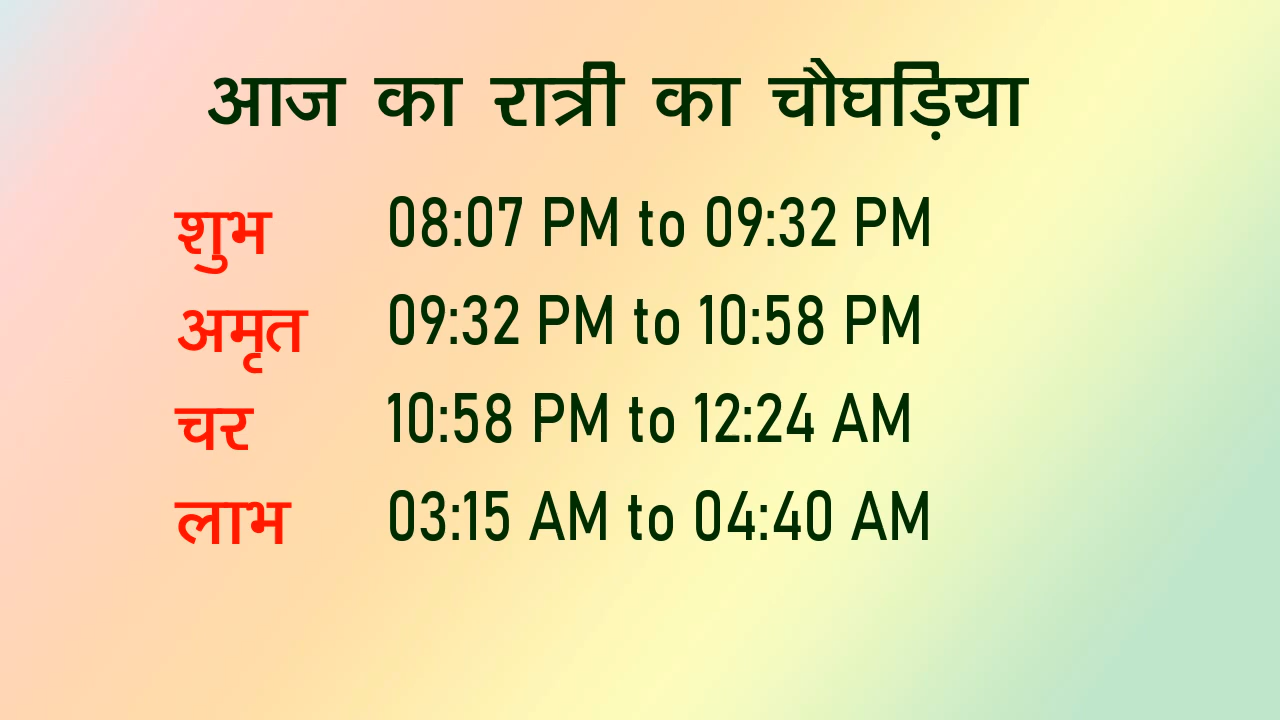 आज का रात्री का चौघड़िया
शुभ 08:07 PM to 09:32 PM
अमृत 09:32 PM to 10:58 PM
चर 10:58 PM to 12:24 AM
लाभ 03:15 AM to 04:40 AM